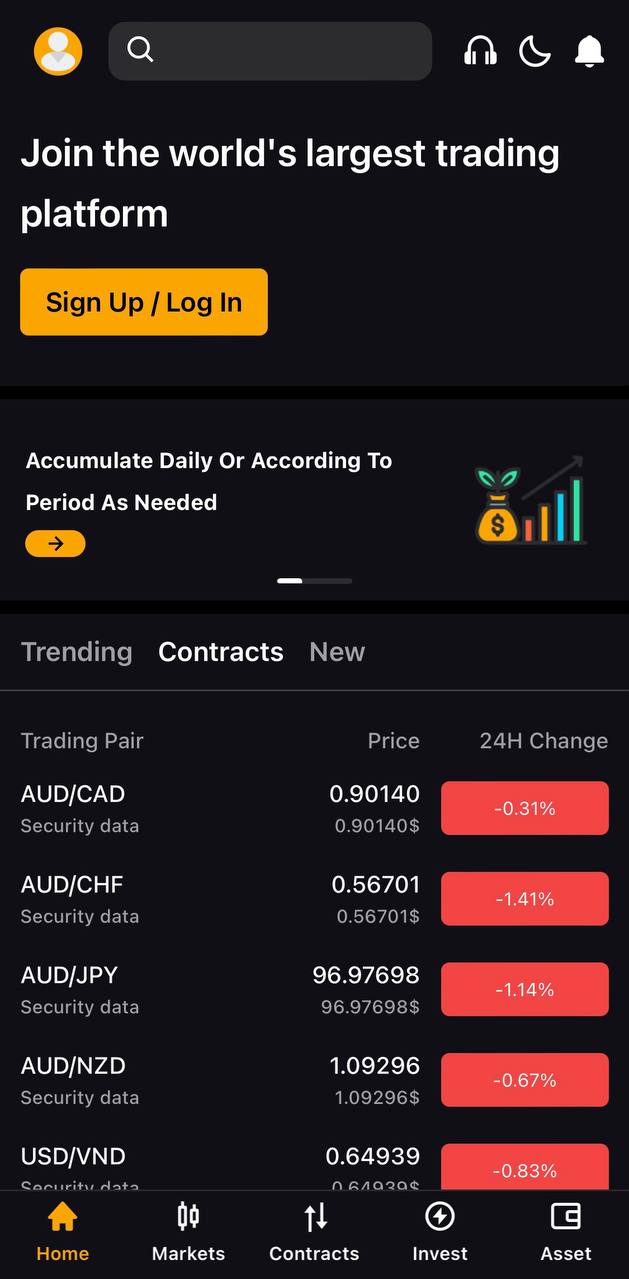 Join the world's largest trading
platform
Sign Up / Log In
Accumulate Daily Or According To
Period As Needed
Trending Contracts New
Trading Pair Price 24H Change
AUD/CAD 0.90140 -0.31%
Security data 0.90140$
AUD/CHF 0.56701 -1.41%
Security data 0.56701$
AUD/JPY 96.97698 -1.14%
Security data 96.97698$
AUD/NZD 1.09296 -0.67%
Security data 1.09296$
USD/VND 0.64939 -0.83%
Security data 0.64939$
Home Markets Contracts Invest Asset